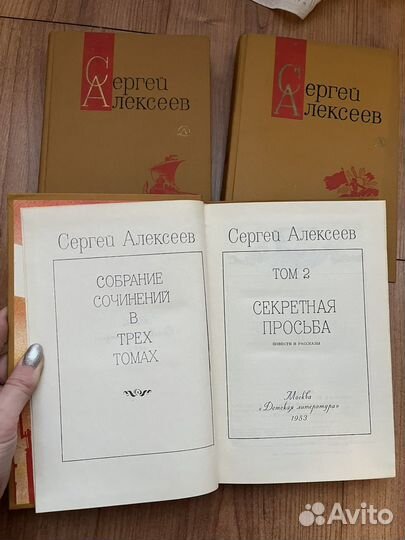 Сергей
Алексеев
Сергей
Алексеев
Сергей Алексеев
СОБРАНИЕ
СОЧИНЕНИЙ
В
ТРЕХ
ТОМАХ
Сергей Алексеев
ТОМ 2
СЕКРЕТНАЯ
ПРОСЬБА
ПОВЕСТИ И РАССКАЗЫ
Москва
«Детская литература»
1983
Avito